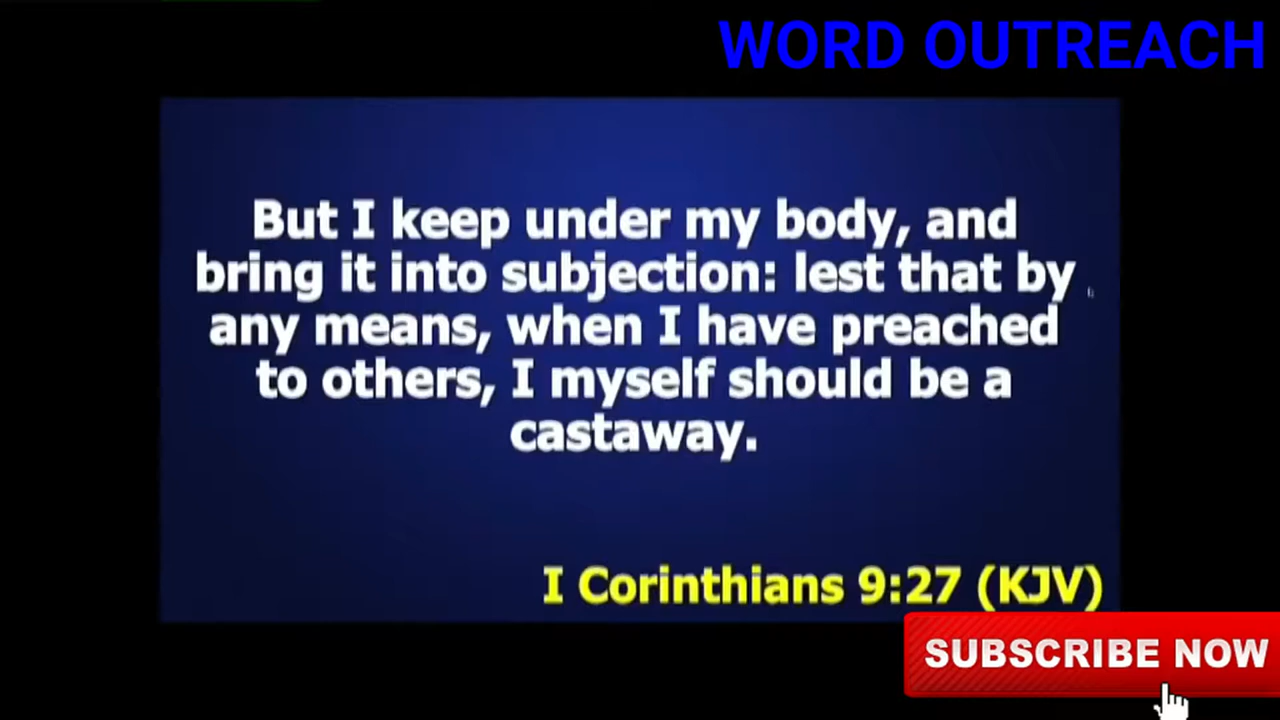 WORD OUTREACH
But I keep under my body, and
bring it into subjection: lest that by
any means, when I have preached
to others, I myself should be a
castaway.
I Corinthians 9:27 (KJV)
SUBSCRIBE NOW